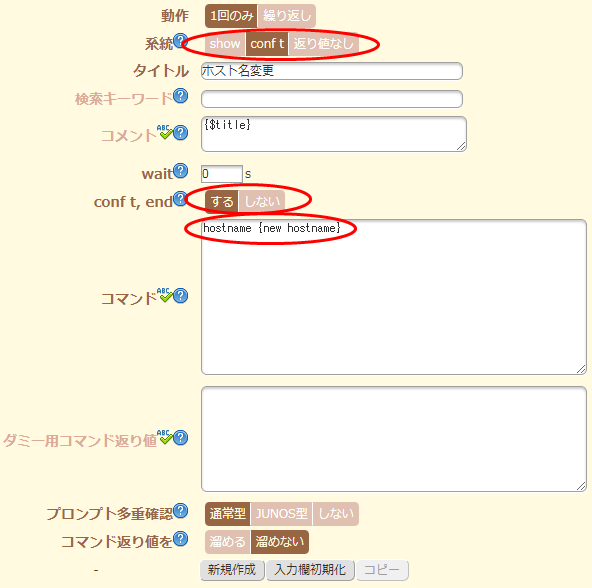 動作 1回のみ 繰り返し
系統 show conf t 返り値なし
タイトル ホスト名変更
検索キーワード
コメント ABC {$title}
wait 0 s
conf t, end する しない
hostname {new hostname}
コマンド ABC
ダミー用コマンド返り値 ABC
プロンプト多重確認 通常型 JUNOS型 しない
コマンド返り値を 溜める 溜めない
- 新規作成 入力欄初期化 コピー